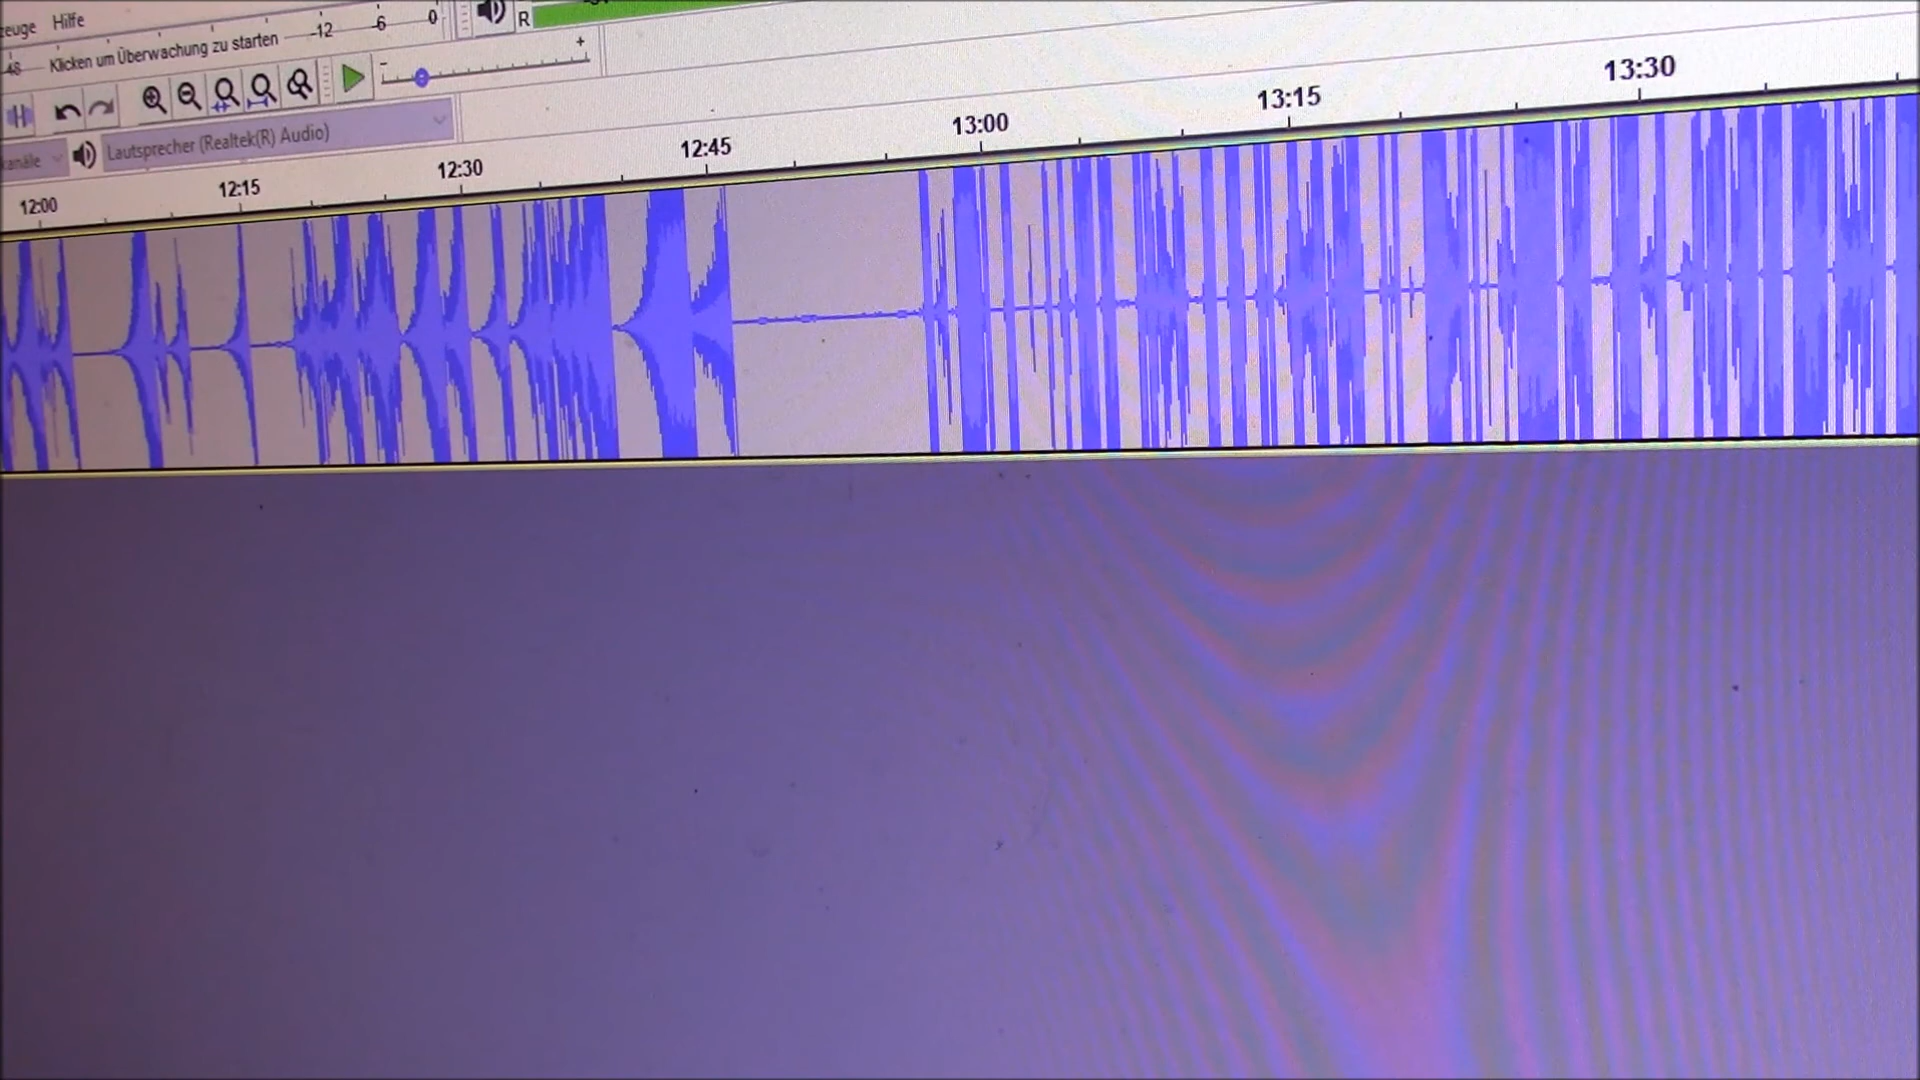 zeuge Hilfe
-48 Klicken um Überwachung zu starten -12 -6 0 R
- +
kanäle Lautsprecher (Realtek(R) Audio)
12:00 12:15 12:30 12:45 13:00 13:15 13:30